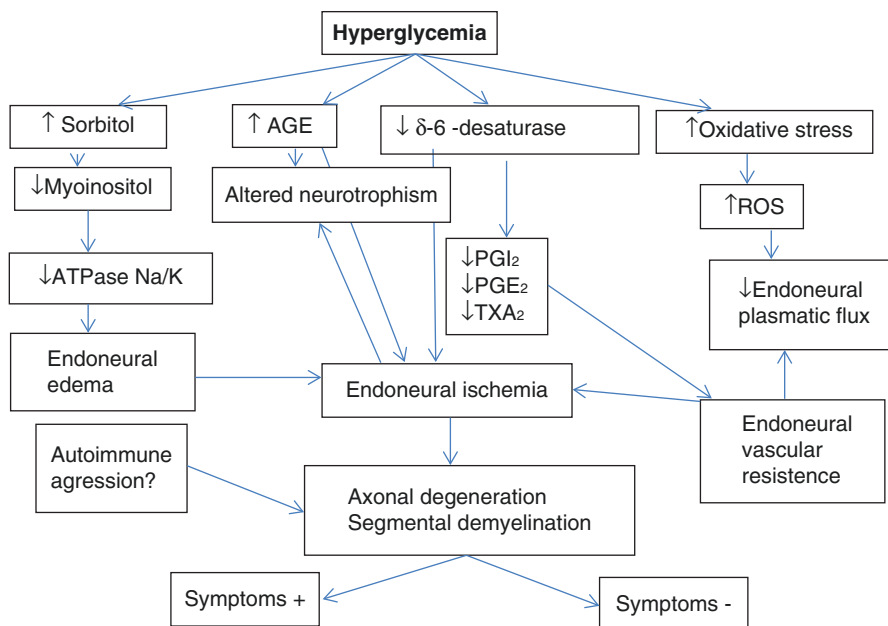 Hyperglycemia
↑ Sorbitol
↑ AGE
↓ δ-6 -desaturase
↑Oxidative stress
↓Myoinositol
Altered neurotrophism
↑ROS
↓ATPase Na/K
↓PGI₂
↓PGE₂
↓TXA₂
↓Endoneural
plasmatic flux
Endoneural
edema
Endoneural ischemia
Endoneural
vascular
resistence
Autoimmune
agression?
Axonal degeneration
Segmental demyelination
Symptoms +
Symptoms -